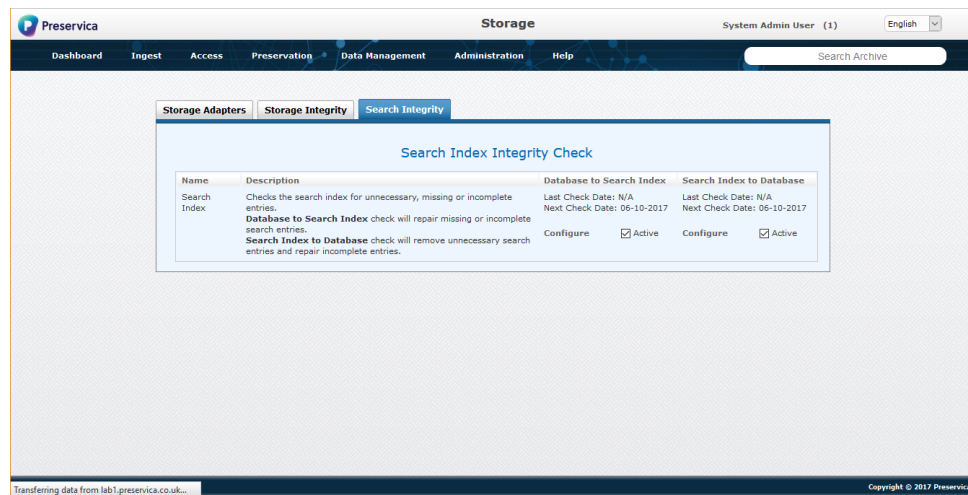 Preservica
Storage
System Admin User (1)
English
Dashboard Ingest Access Preservation Data Management Administration Help
Search Archive
Storage Adapters Storage Integrity Search Integrity
Search Index Integrity Check
Name Description Database to Search Index Search Index to Database
Search Index
Checks the search index for unnecessary, missing or incomplete
entries.
Database to Search Index check will repair missing or incomplete
search entries.
Search Index to Database check will remove unnecessary search
entries and repair incomplete entries.
Last Check Date: N/A
Next Check Date: 06-10-2017
Configure Active
Last Check Date: N/A
Next Check Date: 06-10-2017
Configure Active
Transferring data from lab1.preservica.co.uk...
Copyright © 2017 Preservica